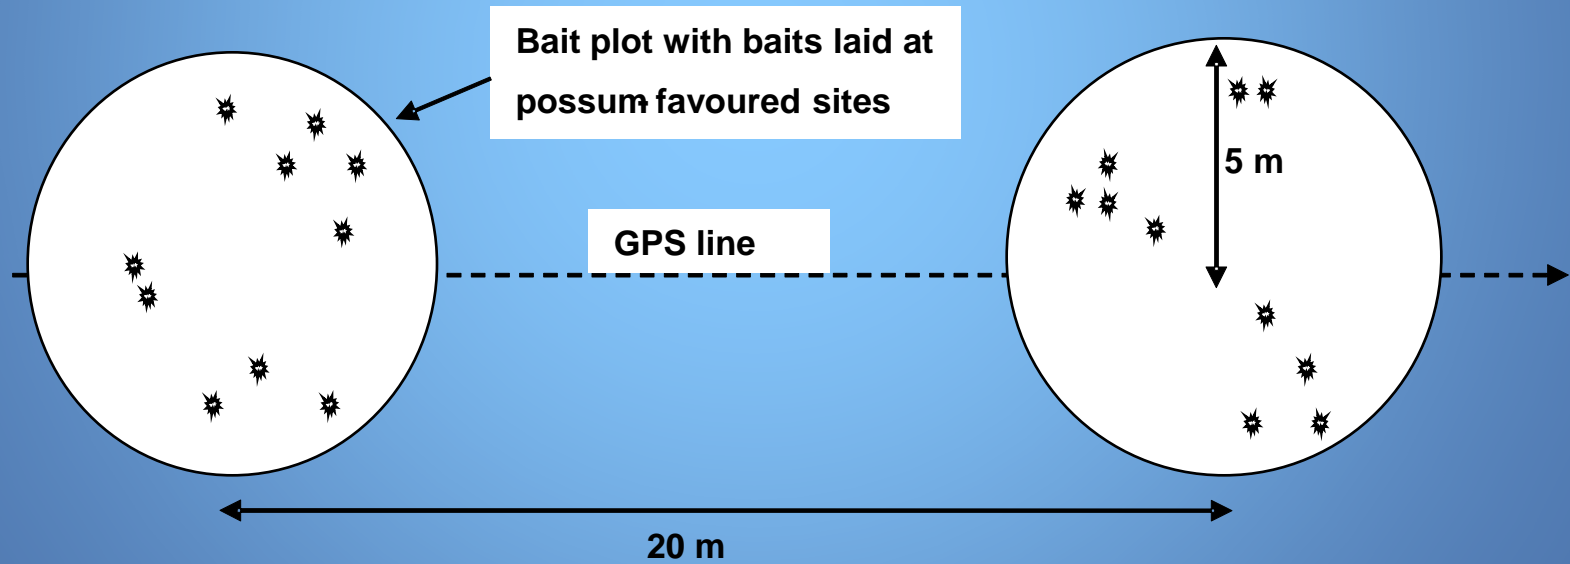 Bait plot with baits laid at
possum-favoured sites
5 m
GPS line
20 m